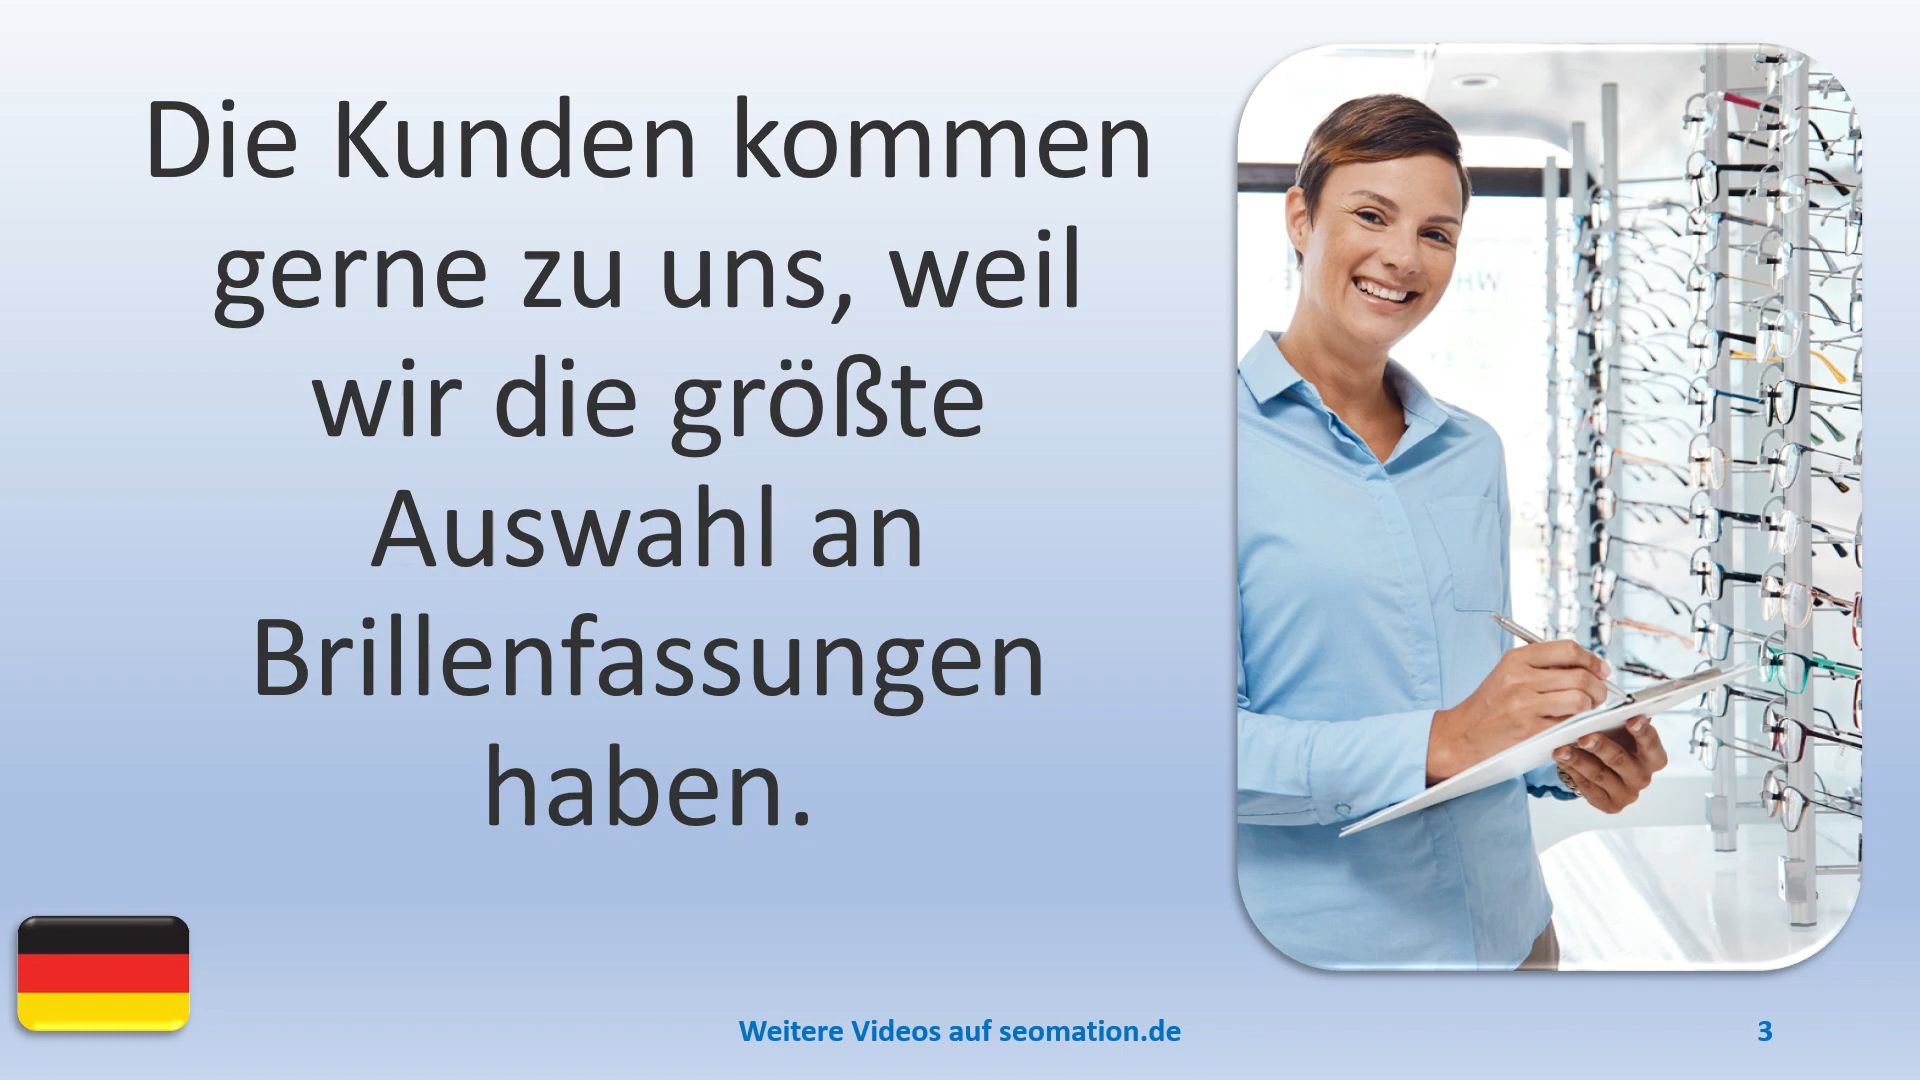 Die Kunden kommen
gerne zu uns, weil
wir die größte
Auswahl an
Brillenfassungen
haben.
Weitere Videos auf seomation.de
3